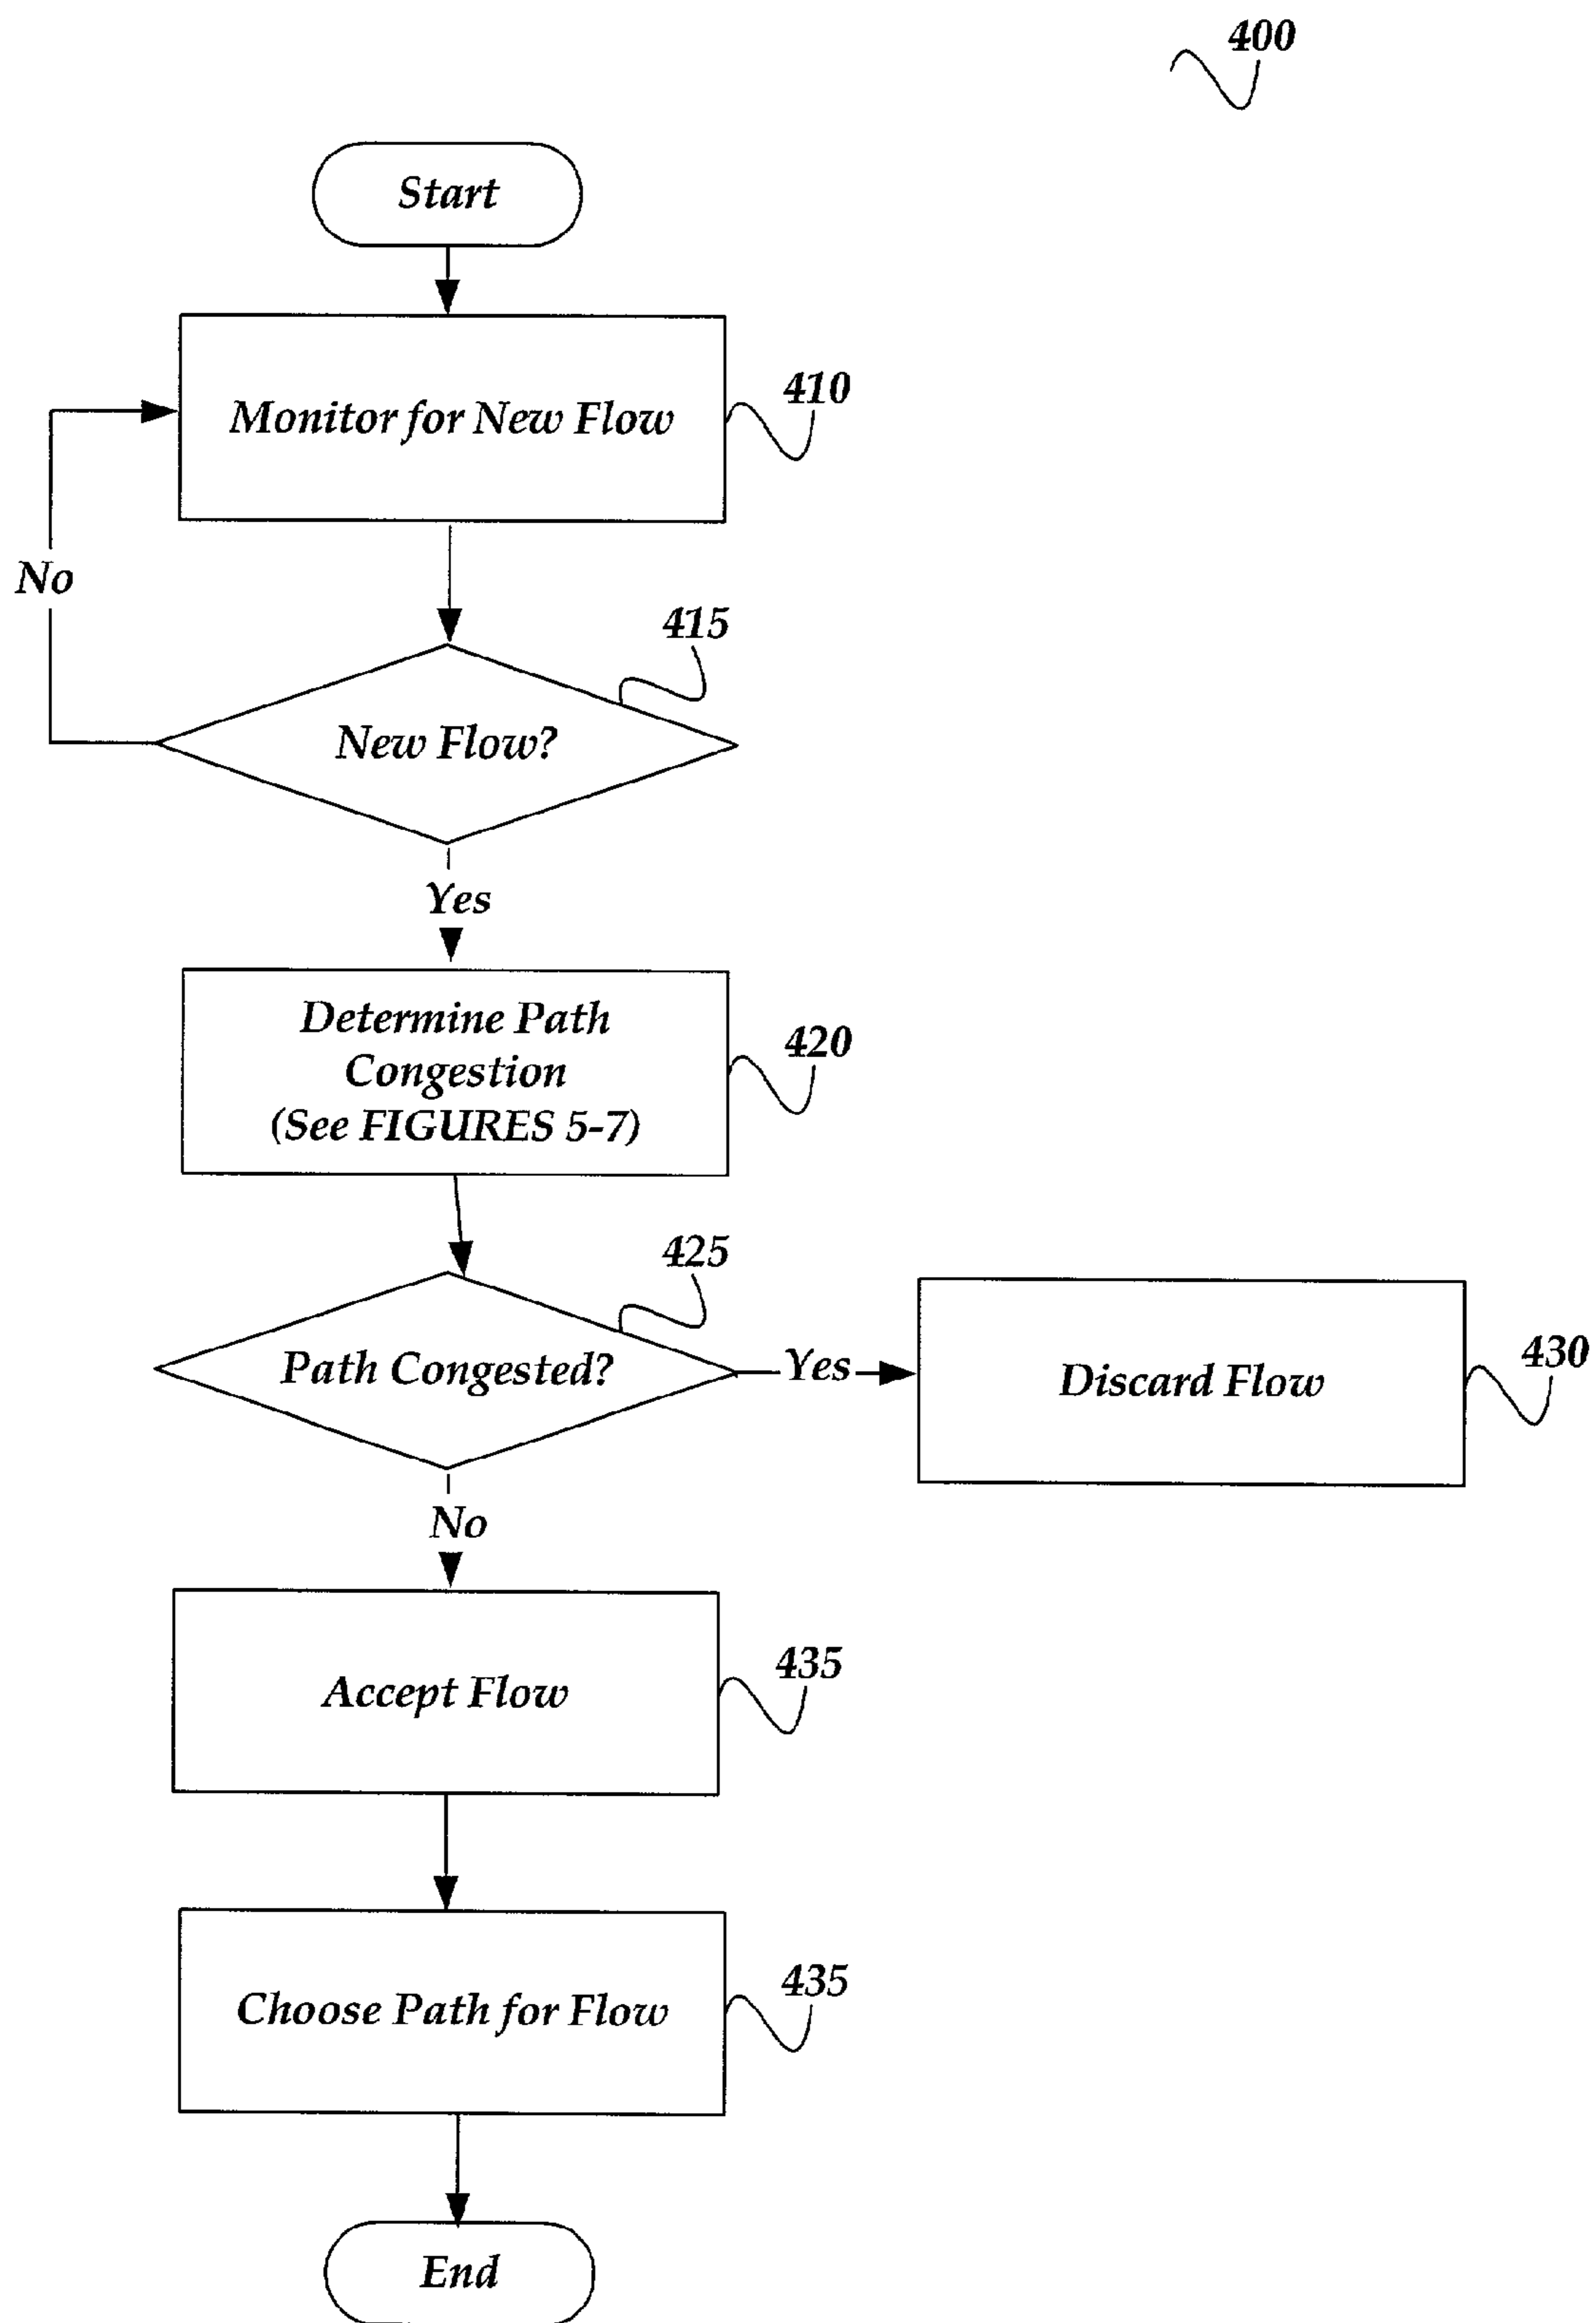 400
Start
Monitor for New Flow
410
No
415
New Flow?
Yes
Determine Path
Congestion
(See FIGURES 5-7)
420
425
Path Congested?
Yes
Discard Flow
430
No
Accept Flow
435
Choose Path for Flow
435
End